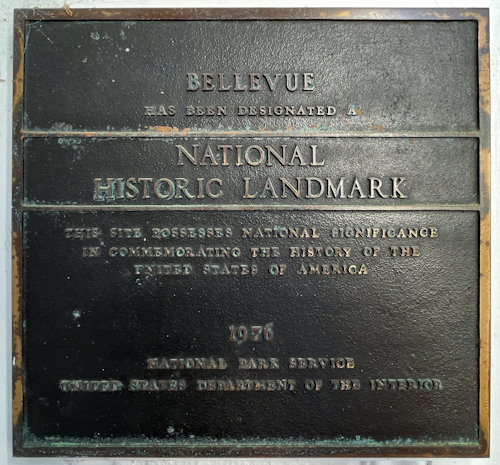 BELLEVUE
HAS BEEN DESIGNATED A
NATIONAL
HISTORIC LANDMARK
THIS SITE POSSESSES NATIONAL SIGNIFICANCE
IN COMMEMORATING THE HISTORY OF THE
UNITED STATES OF AMERICA
1976
NATIONAL PARK SERVICE
UNITED STATES DEPARTMENT OF THE INTERIOR